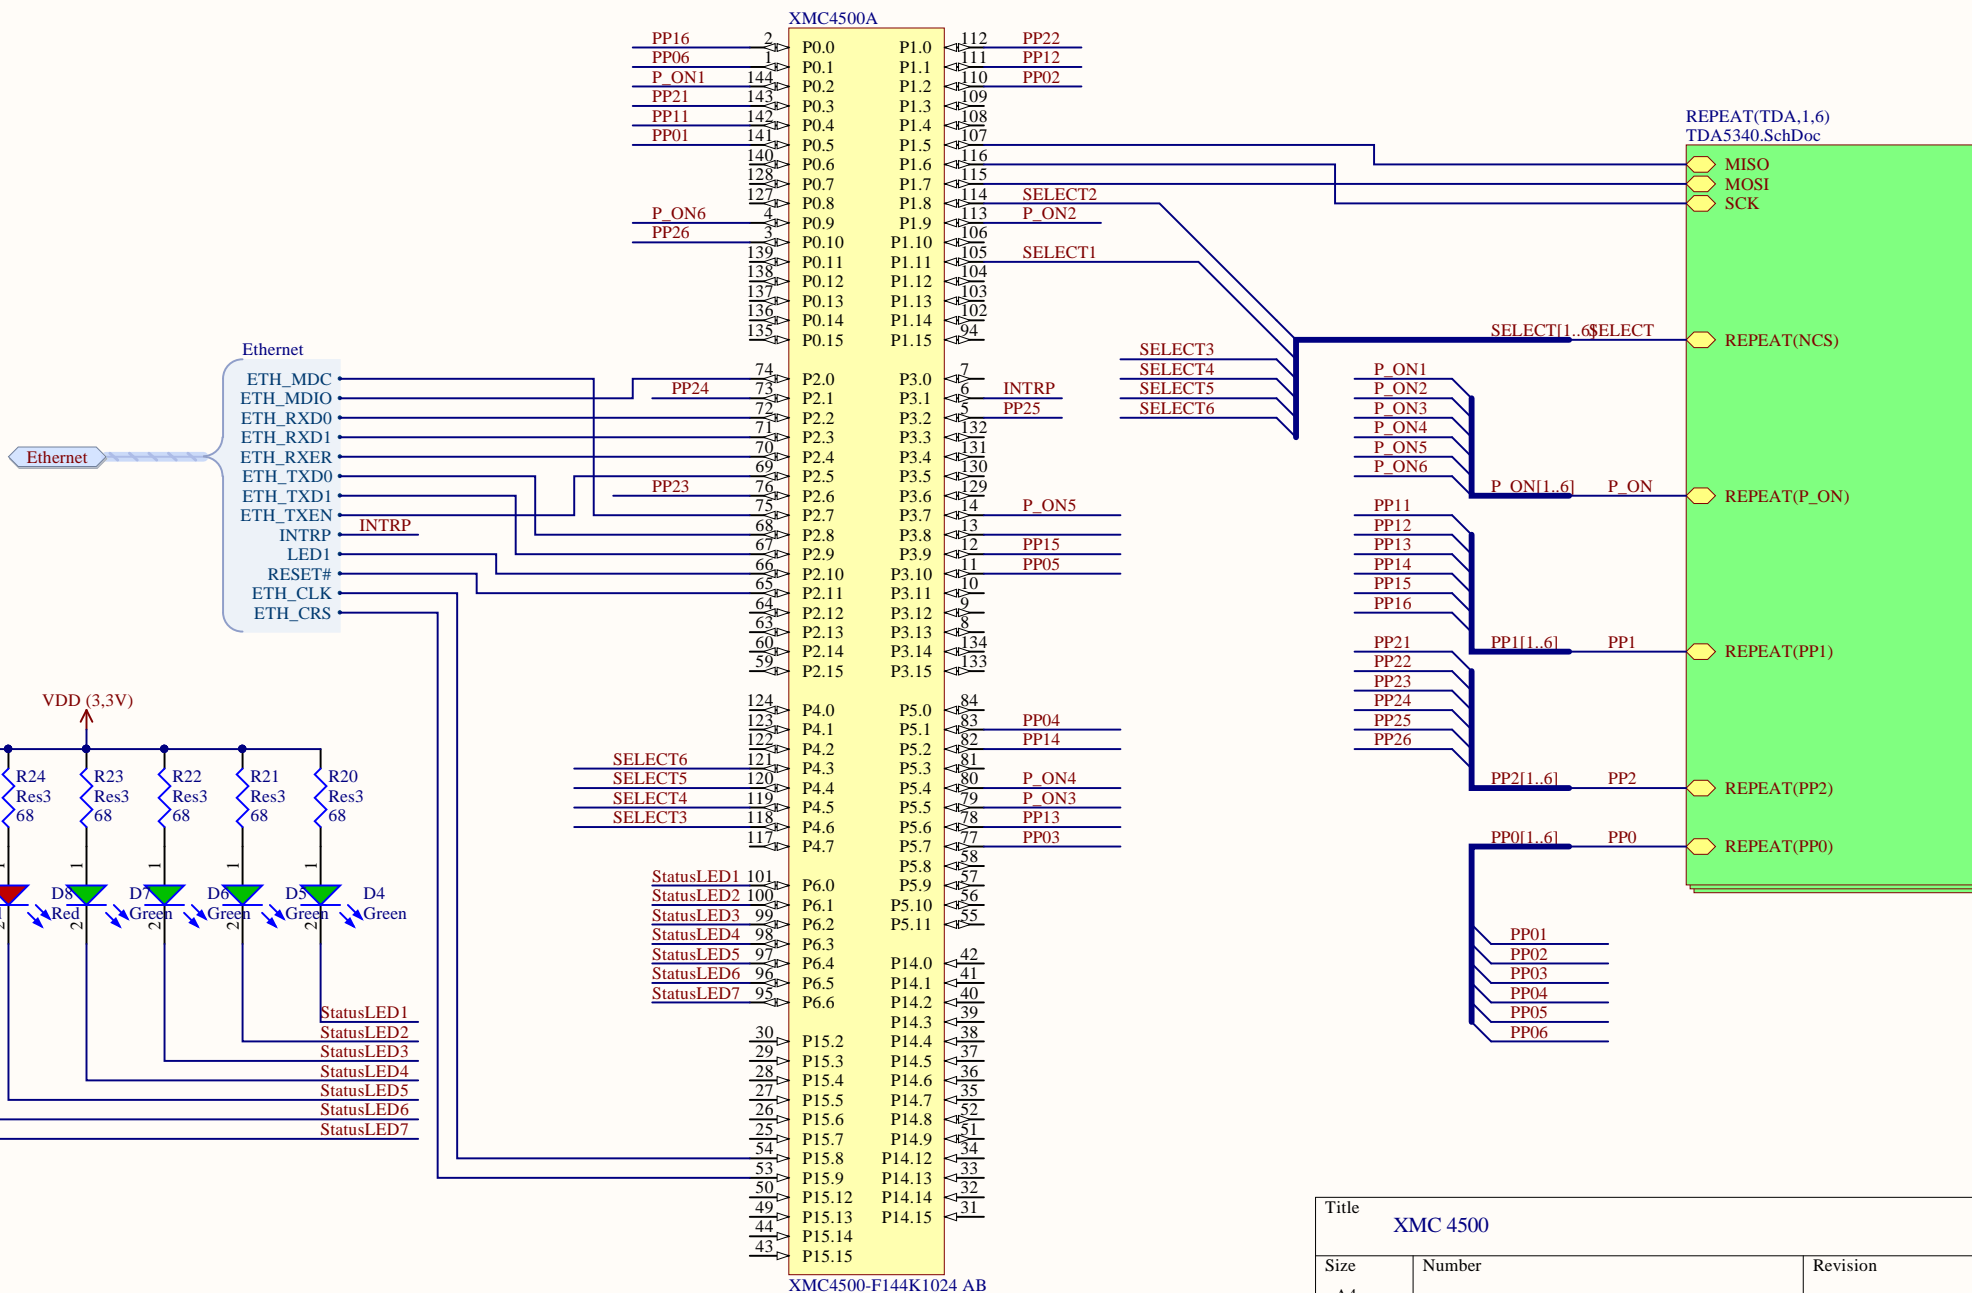 XMC4500A
PP16 2 P0.0 P1.0 112 PP22
PP06 1 P0.1 P1.1 111 PP12
P_ON1 144 P0.2 P1.2 110 PP02
PP21 143 P0.3 P1.3 109
PP11 142 P0.4 P1.4 108
PP01 141 P0.5 P1.5 107
140 P0.6 P1.6 116
128 P0.7 P1.7 115
127 P0.8 P1.8 114 SELECT2
P_ON6 4 P0.9 P1.9 113 P_ON2
PP26 3 P0.10 P1.10 106
139 P0.11 P1.11 105 SELECT1
138 P0.12 P1.12 104
137 P0.13 P1.13 103
136 P0.14 P1.14 102
135 P0.15 P1.15 94
74 P2.0 P3.0 7
PP24 73 P2.1 P3.1 6 INTRP
72 P2.2 P3.2 5 PP25
71 P2.3 P3.3 132
70 P2.4 P3.4 131
69 P2.5 P3.5 130
PP23 76 P2.6 P3.6 129
75 P2.7 P3.7 14 P_ON5
68 P2.8 P3.8 13
67 P2.9 P3.9 12 PP15
66 P2.10 P3.10 11 PP05
65 P2.11 P3.11 10
64 P2.12 P3.12 9
63 P2.13 P3.13 8
60 P2.14 P3.14 134
59 P2.15 P3.15 133
124 P4.0 P5.0 84
123 P4.1 P5.1 83 PP04
122 P4.2 P5.2 82 PP14
SELECT6 121 P4.3 P5.3 81
SELECT5 120 P4.4 P5.4 80 P_ON4
SELECT4 119 P4.5 P5.5 79 P_ON3
SELECT3 118 P4.6 P5.6 78 PP13
117 P4.7 P5.7 77 PP03
P5.8 58
StatusLED1 101 P6.0 P5.9 57
StatusLED2 100 P6.1 P5.10 56
StatusLED3 99 P6.2 P5.11 55
StatusLED4 98 P6.3
StatusLED5 97 P6.4 P14.0 42
StatusLED6 96 P6.5 P14.1 41
StatusLED7 95 P6.6 P14.2 40
P14.3 39
30 P15.2 P14.4 38
29 P15.3 P14.5 37
28 P15.4 P14.6 36
27 P15.5 P14.7 35
26 P15.6 P14.8 52
25 P15.7 P14.9 51
54 P15.8 P14.12 34
53 P15.9 P14.13 33
50 P15.12 P14.14 32
49 P15.13 P14.15 31
44 P15.14
43 P15.15
XMC4500-F144K1024 AB
Ethernet
Ethernet
ETH_MDC
ETH_MDIO
ETH_RXD0
ETH_RXD1
ETH_RXER
ETH_TXD0
ETH_TXD1
ETH_TXEN
INTRP INTRP
LED1
RESET#
ETH_CLK
ETH_CRS
VDD (3,3V)
R24 R23 R22 R21 R20
Res3 Res3 Res3 Res3 Res3
68 68 68 68 68
1 1 1 1 1
D8 D7 D6 D5 D4
Red Green Green Green Green
2 2 2 2 2
StatusLED1
StatusLED2
StatusLED3
StatusLED4
StatusLED5
StatusLED6
StatusLED7
REPEAT(TDA,1,6)
TDA5340.SchDoc
MISO
MOSI
SCK
SELECT[1..6] SELECT REPEAT(NCS)
SELECT3
SELECT4
SELECT5
SELECT6
P_ON1
P_ON2
P_ON3
P_ON4
P_ON5
P_ON6
P_ON[1..6] P_ON REPEAT(P_ON)
PP11
PP12
PP13
PP14
PP15
PP16
PP1[1..6] PP1 REPEAT(PP1)
PP21
PP22
PP23
PP24
PP25
PP26
PP2[1..6] PP2 REPEAT(PP2)
PP0[1..6] PP0 REPEAT(PP0)
PP01
PP02
PP03
PP04
PP05
PP06
Title
XMC 4500
Size Number Revision